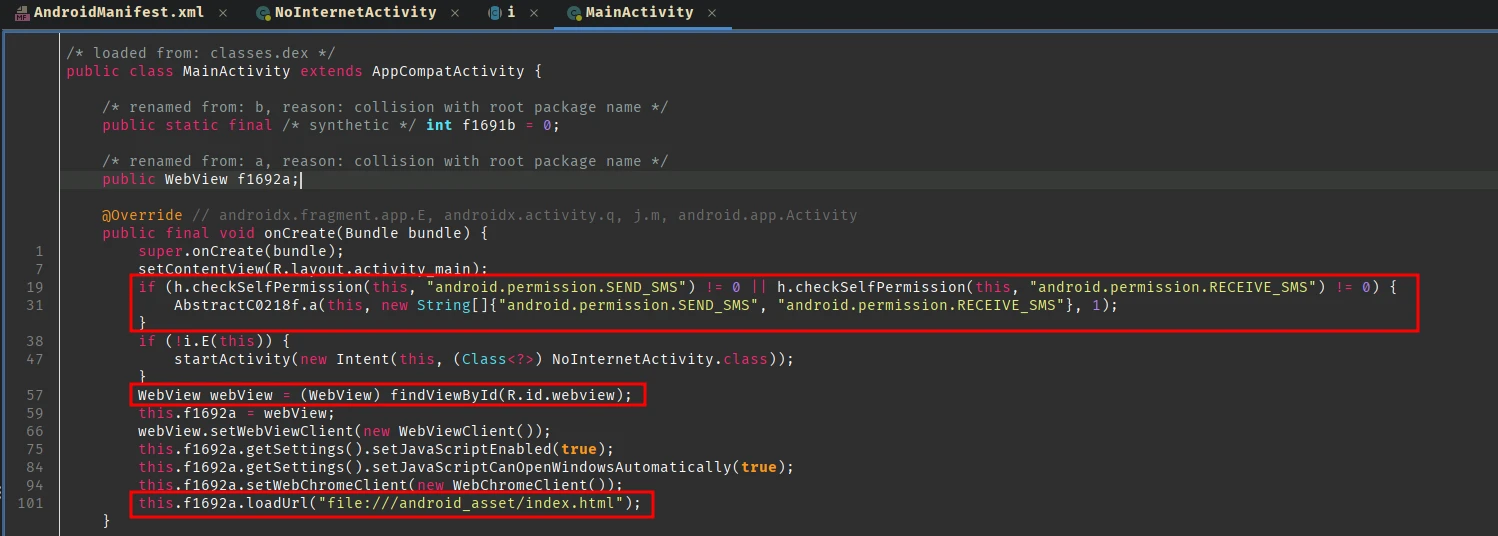 AndroidManifest.xml × NoInternetActivity × i × MainActivity ×
/* loaded from: classes.dex */
public class MainActivity extends AppCompatActivity {
/* renamed from: b, reason: collision with root package name */
public static final /* synthetic */ int f1691b = 0;
/* renamed from: a, reason: collision with root package name */
public WebView f1692a;
@Override // androidx.fragment.app.E, androidx.activity.q, j.m, android.app.Activity
public final void onCreate(Bundle bundle) {
1 super.onCreate(bundle);
7 setContentView(R.layout.activity_main);
19 if (h.checkSelfPermission(this, "android.permission.SEND_SMS") != 0 || h.checkSelfPermission(this, "android.permission.RECEIVE_SMS") != 0) {
31 AbstractC0218f.a(this, new String[]{"android.permission.SEND_SMS", "android.permission.RECEIVE_SMS"}, 1);
}
38 if (!i.E(this)) {
47 startActivity(new Intent(this, (Class<?>) NoInternetActivity.class));
}
57 WebView webView = (WebView) findViewById(R.id.webview);
59 this.f1692a = webView;
66 webView.setWebViewClient(new WebViewClient());
75 this.f1692a.getSettings().setJavaScriptEnabled(true);
84 this.f1692a.getSettings().setJavaScriptCanOpenWindowsAutomatically(true);
94 this.f1692a.setWebChromeClient(new WebChromeClient());
101 this.f1692a.loadUrl("file:///android_asset/index.html");
}